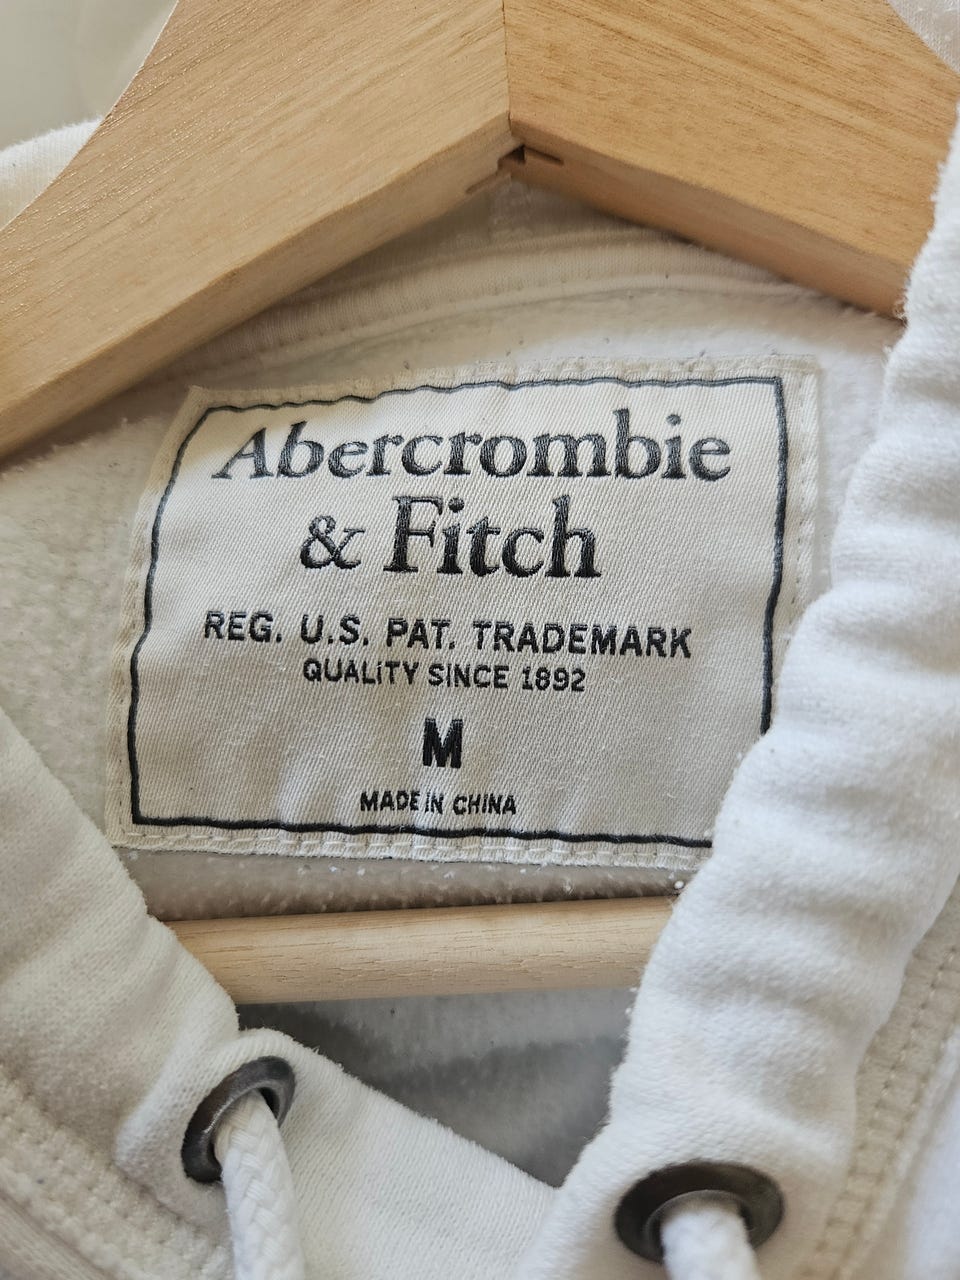 Abercrombie
& Fitch
REG. U.S. PAT. TRADEMARK
QUALITY SINCE 1892
M
MADE IN CHINA